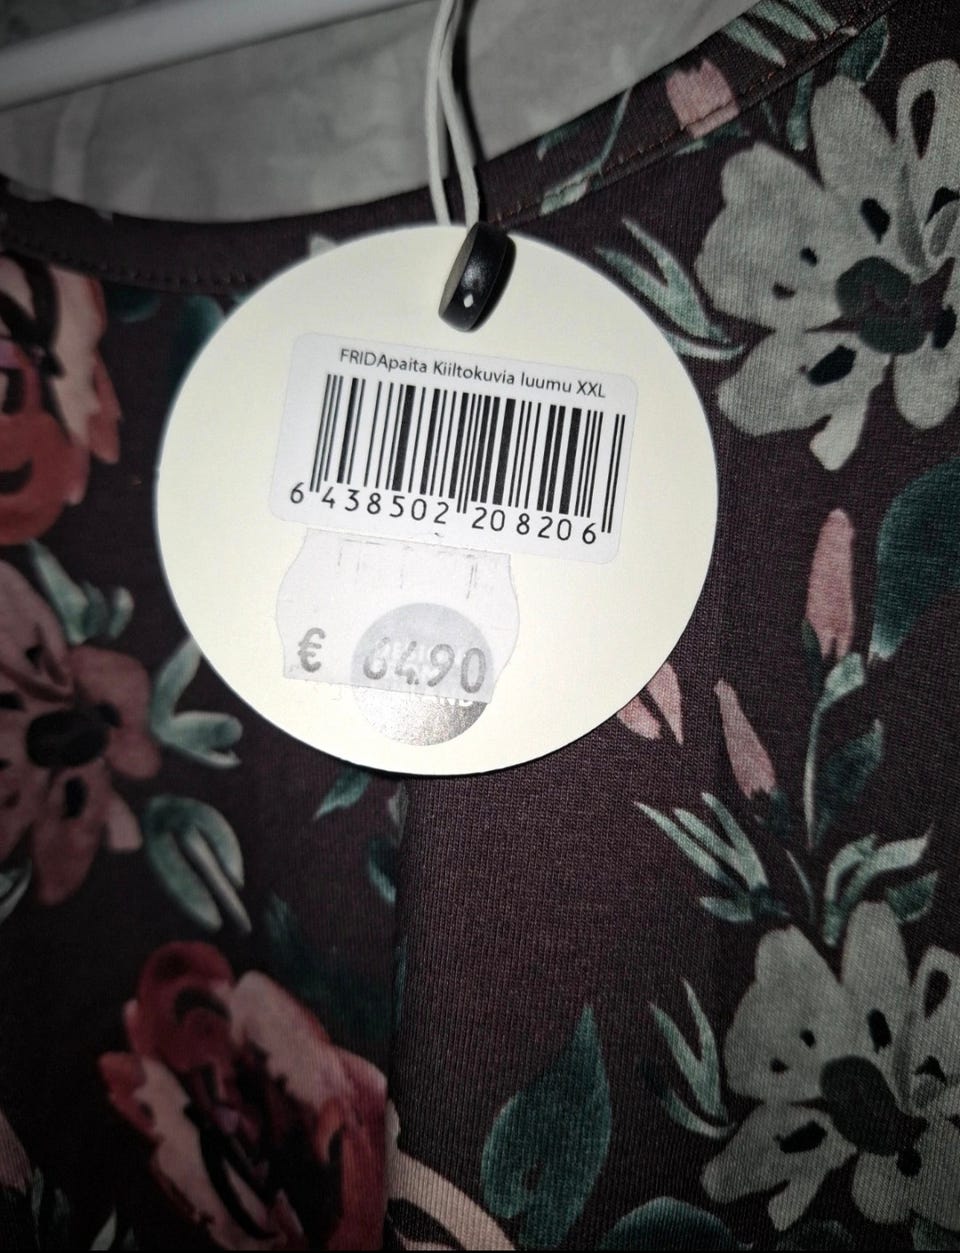 FRIDApaita Kiiltokuvia luumu XXL
6 438502 208206
€ 64.90